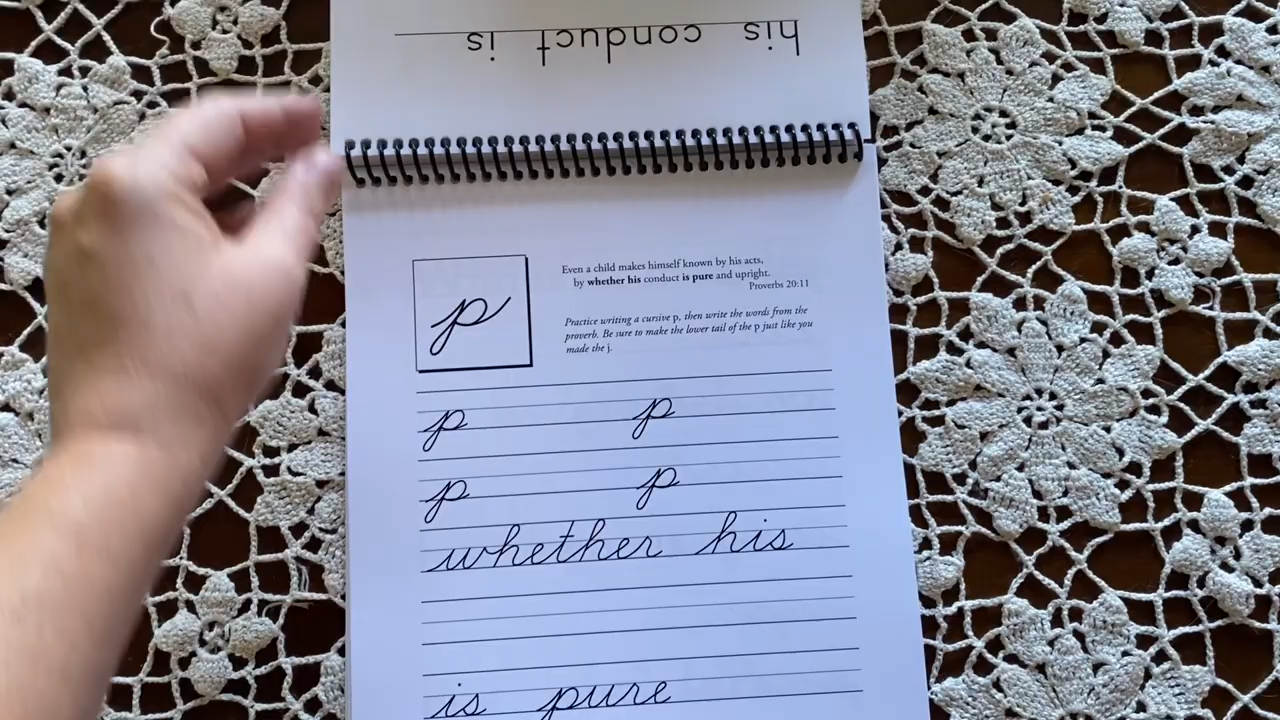 his conduct is
p
Even a child makes himself known by his acts,
by whether his conduct is pure and upright.
Proverbs 20:11
Practice writing a cursive p, then write the words from the
proverb. Be sure to make the lower tail of the p just like you
made the j.
p p
p p
whether his
is pure